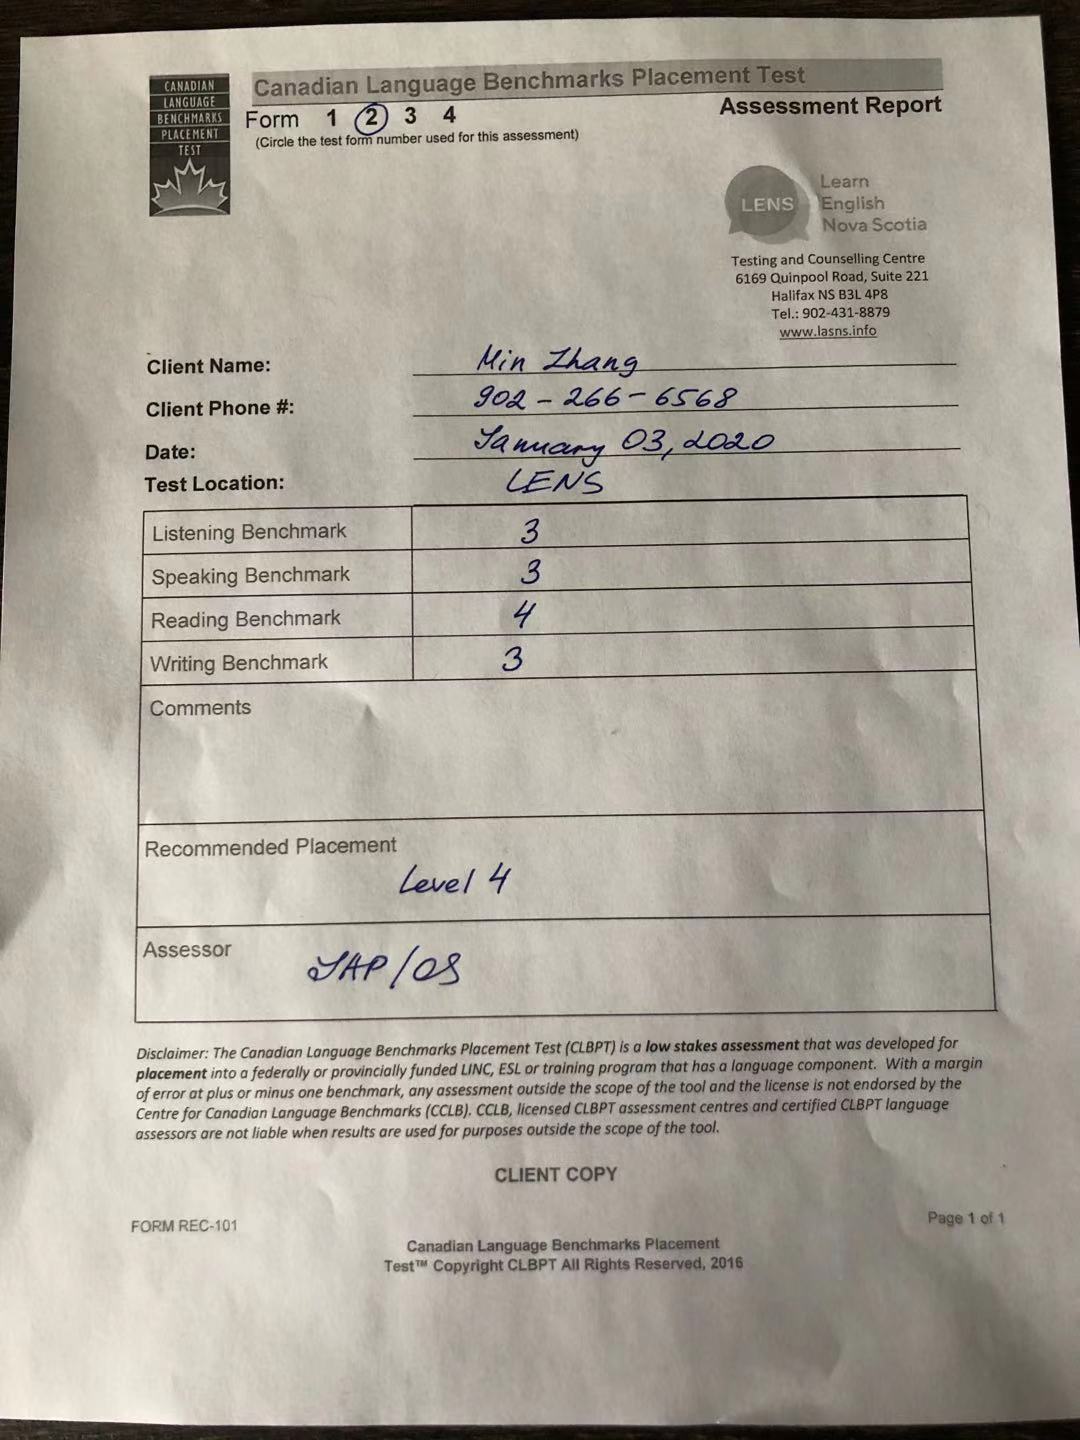 CANADIAN
LANGUAGE
BENCHMARKS
PLACEMENT
TEST
Canadian Language Benchmarks Placement Test
Form 1 2 3 4
Assessment Report
(Circle the test form number used for this assessment)
LENS
Learn
English
Nova Scotia
Testing and Counselling Centre
6169 Quinpool Road, Suite 221
Halifax NS B3L 4P8
Tel.: 902-431-8879
www.lasns.info
Client Name: Min Zhang
Client Phone #: 902-266-6568
Date: January 03, 2020
Test Location: LENS
Listening Benchmark 3
Speaking Benchmark 3
Reading Benchmark 4
Writing Benchmark 3
Comments
Recommended Placement
Level 4
Assessor
Disclaimer: The Canadian Language Benchmarks Placement Test (CLBPT) is a low stakes assessment that was developed for
placement into a federally or provincially funded LINC, ESL or training program that has a language component. With a margin
of error at plus or minus one benchmark, any assessment outside the scope of the tool and the license is not endorsed by the
Centre for Canadian Language Benchmarks (CCLB). CCLB, licensed CLBPT assessment centres and certified CLBPT language
assessors are not liable when results are used for purposes outside the scope of the tool.
CLIENT COPY
FORM REC-101
Page 1 of 1
Canadian Language Benchmarks Placement
Test™ Copyright CLBPT All Rights Reserved, 2016